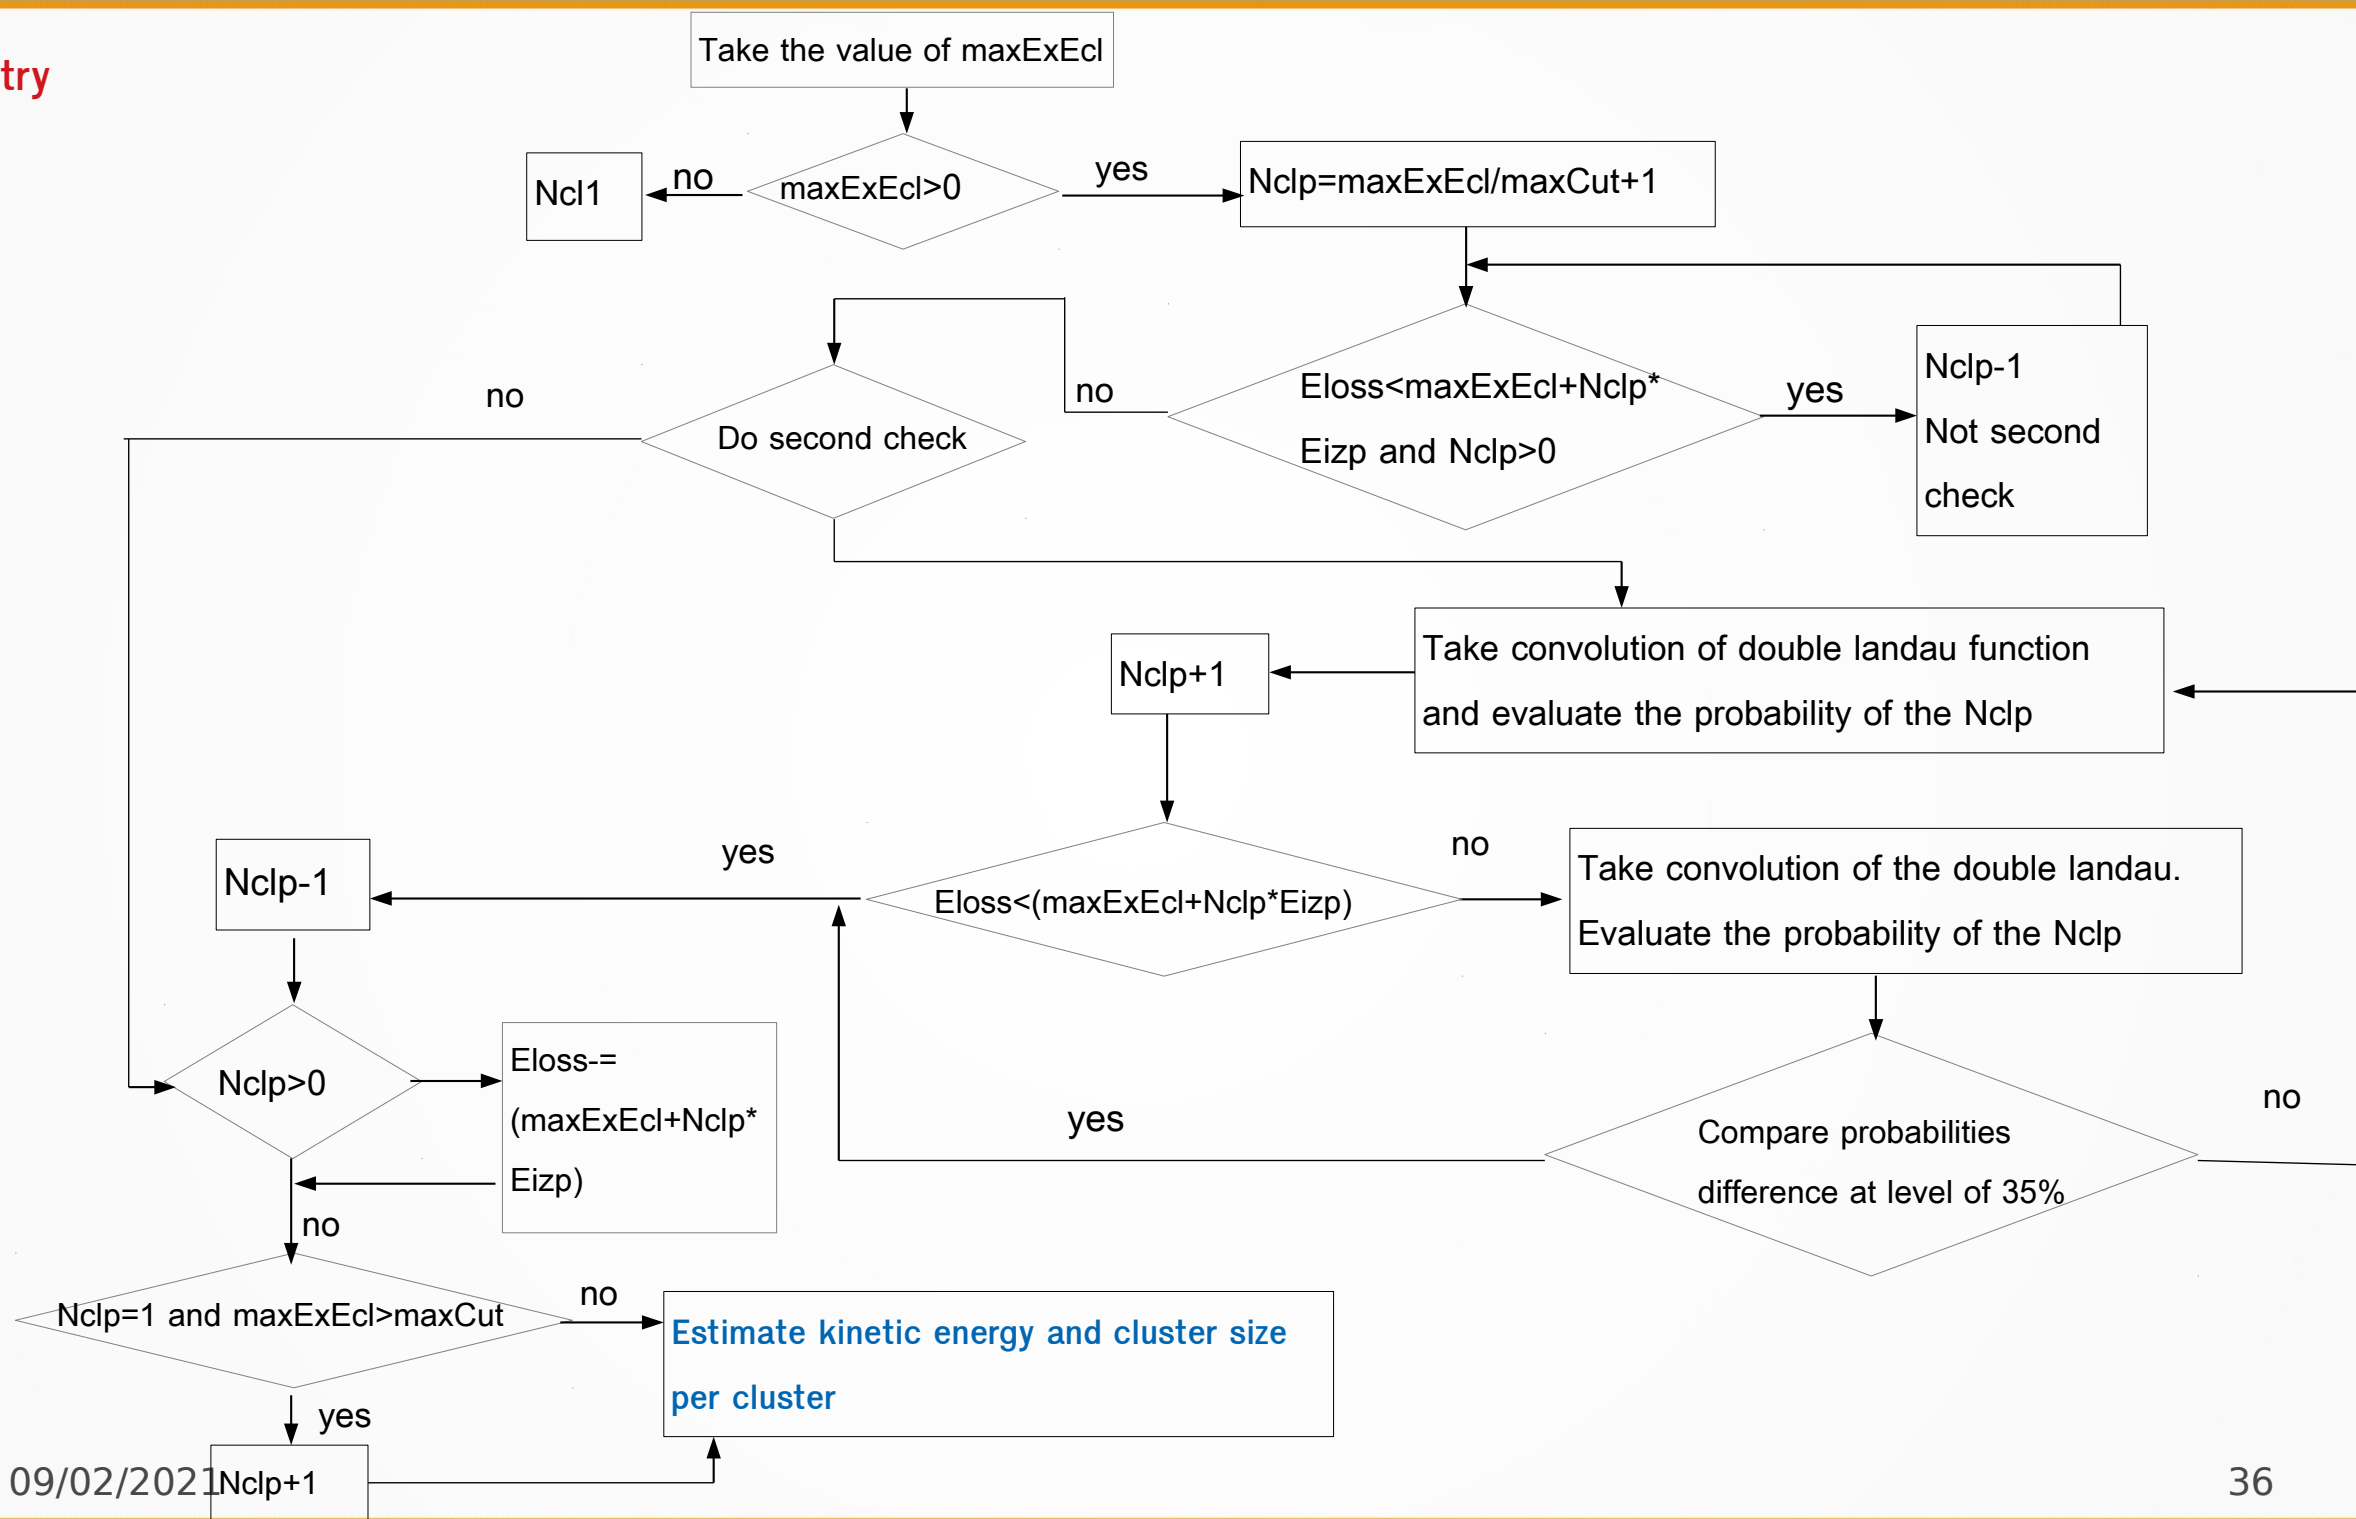 try
Take the value of maxExEcl
Ncl1
no
maxExEcl>0
yes
Nclp=maxExEcl/maxCut+1
no
Do second check
no
Eloss<maxExEcl+Nclp*
Eizp and Nclp>0
yes
Nclp-1
Not second
check
Nclp+1
Take convolution of double landau function
and evaluate the probability of the Nclp
Nclp-1
yes
Eloss<(maxExEcl+Nclp*Eizp)
no
Take convolution of the double landau.
Evaluate the probability of the Nclp
Nclp>0
Eloss-=
(maxExEcl+Nclp*
Eizp)
yes
Compare probabilities
difference at level of 35%
no
no
Nclp=1 and maxExEcl>maxCut
no
Estimate kinetic energy and cluster size
per cluster
yes
Nclp+1
09/02/2021
36